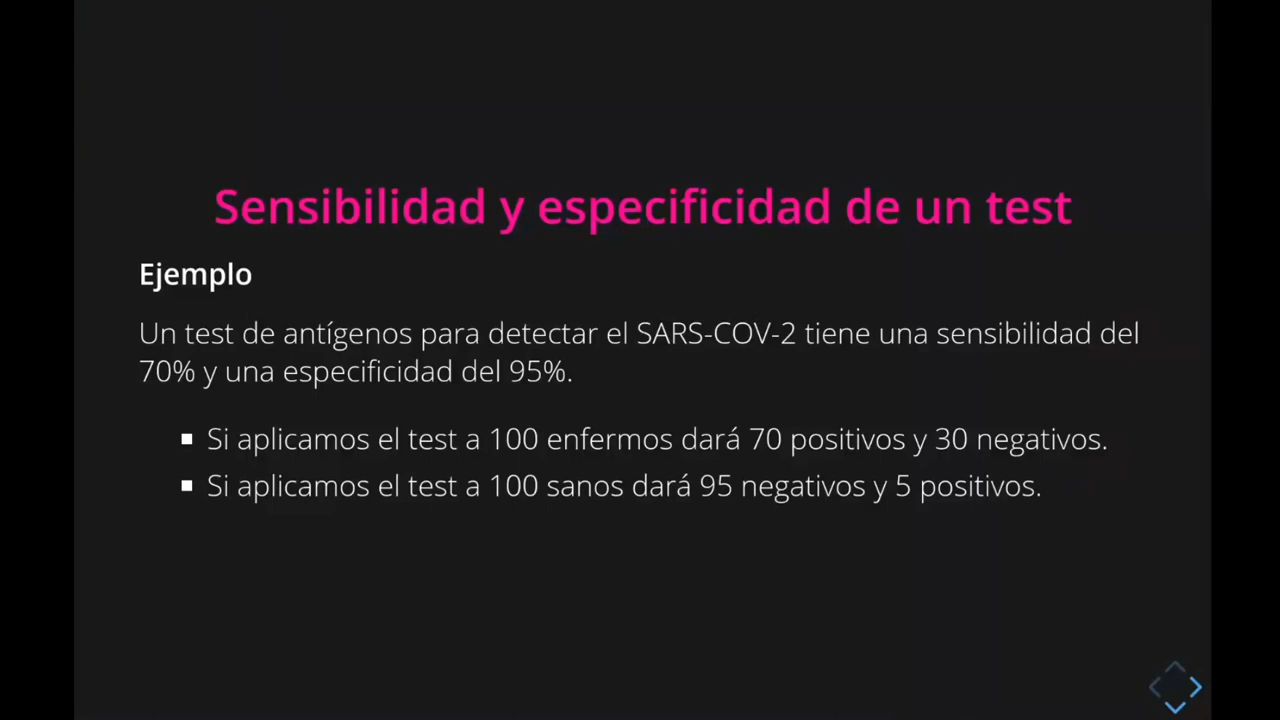 Sensibilidad y especificidad de un test
Ejemplo
Un test de antígenos para detectar el SARS-COV-2 tiene una sensibilidad del
70% y una especificidad del 95%.
▪ Si aplicamos el test a 100 enfermos dará 70 positivos y 30 negativos.
▪ Si aplicamos el test a 100 sanos dará 95 negativos y 5 positivos.